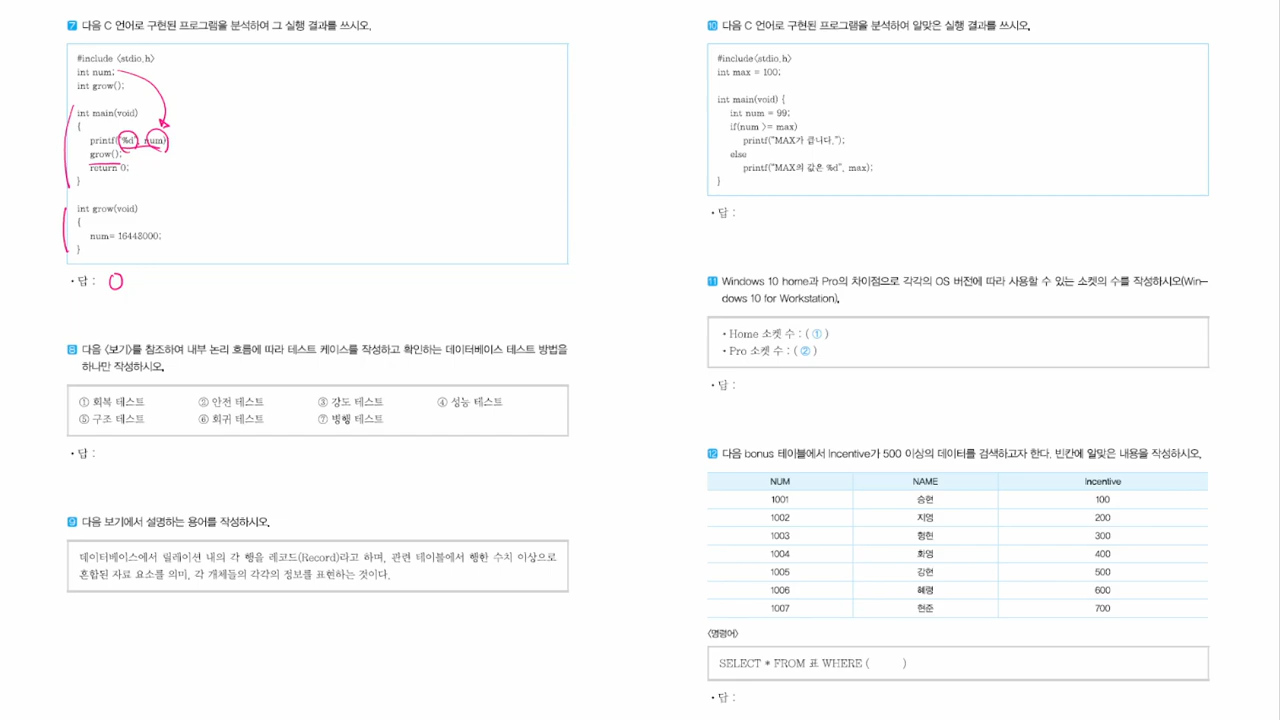 7 다음 C 언어로 구현된 프로그램을 분석하여 그 실행 결과를 쓰시오.
#include <stdio.h>
int num;
int grow();
int main(void)
{
printf("%d", num)
grow();
return 0;
}
int grow(void)
{
num= 16448000;
}
• 답 : 0
8 다음 <보기>를 참조하여 내부 논리 흐름에 따라 테스트 케이스를 작성하고 확인하는 데이터베이스 테스트 방법을
하나만 작성하시오.
① 회복 테스트 ② 안전 테스트 ③ 강도 테스트 ④ 성능 테스트
⑤ 구조 테스트 ⑥ 회귀 테스트 ⑦ 병행 테스트
• 답 :
9 다음 보기에서 설명하는 용어를 작성하시오.
데이터베이스에서 릴레이션 내의 각 행을 레코드(Record)라고 하며, 관련 테이블에서 행한 수치 이상으로
혼합된 자료 요소를 의미, 각 개체들의 각각의 정보를 표현하는 것이다.
10 다음 C 언어로 구현된 프로그램을 분석하여 알맞은 실행 결과를 쓰시오.
#include<stdio.h>
int max = 100;
int main(void) {
int num = 99;
if(num >= max)
printf("MAX가 큽니다.");
else
printf("MAX의 값은 %d", max);
}
• 답 :
11 Windows 10 home과 Pro의 차이점으로 각각의 OS 버전에 따라 사용할 수 있는 소켓의 수를 작성하시오(Win-
dows 10 for Workstation).
• Home 소켓 수 : ( ① )
• Pro 소켓 수 : ( ② )
• 답 :
12 다음 bonus 테이블에서 Incentive가 500 이상의 데이터를 검색하고자 한다. 빈칸에 알맞은 내용을 작성하시오.
NUM NAME Incentive
1001 승현 100
1002 지영 200
1003 형헌 300
1004 화영 400
1005 강현 500
1006 혜령 600
1007 현준 700
<명령어>
SELECT * FROM 표 WHERE ( )
• 답 :